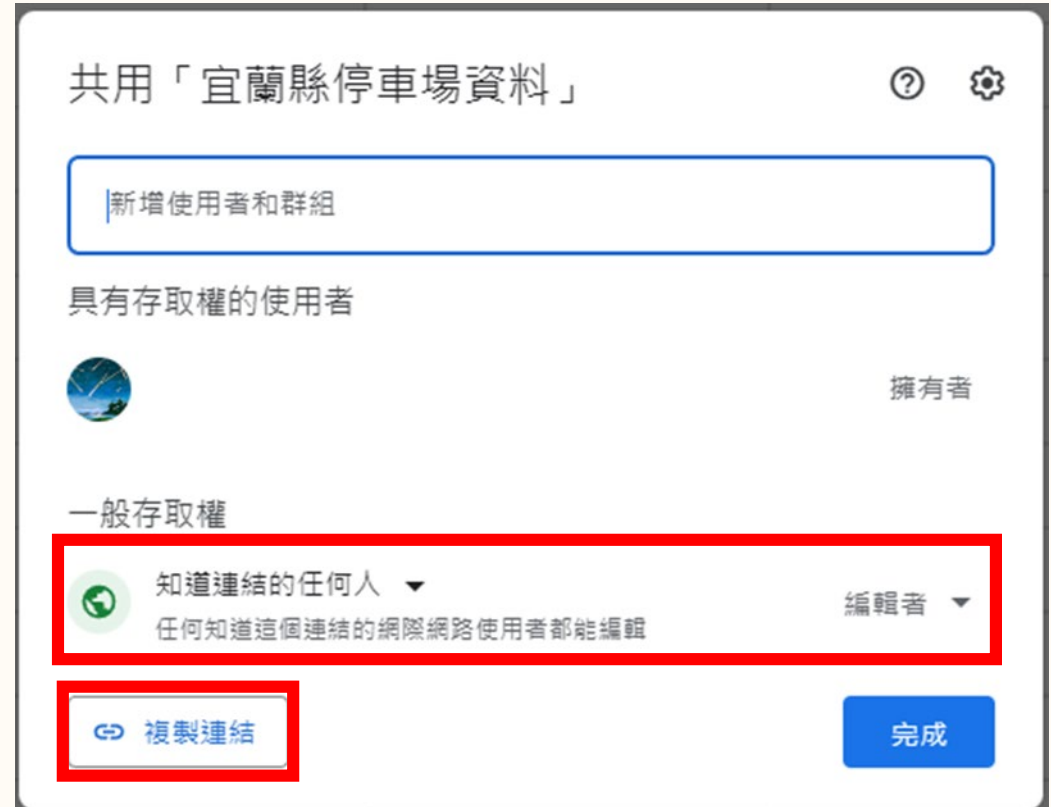 共用「宜蘭縣停車場資料」
新增使用者和群組
具有存取權的使用者
擁有者
一般存取權
知道連結的任何人
編輯者
任何知道這個連結的網際網路使用者都能編輯
複製連結
完成